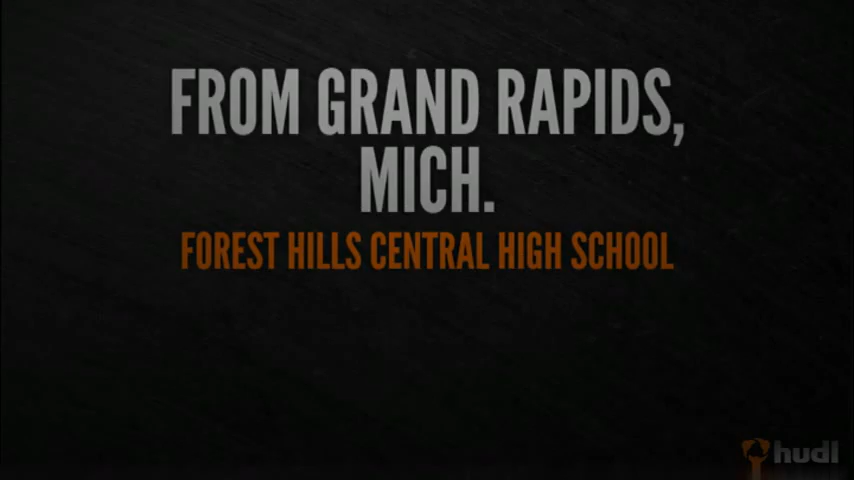 FROM GRAND RAPIDS,
MICH.
FOREST HILLS CENTRAL HIGH SCHOOL
hudl